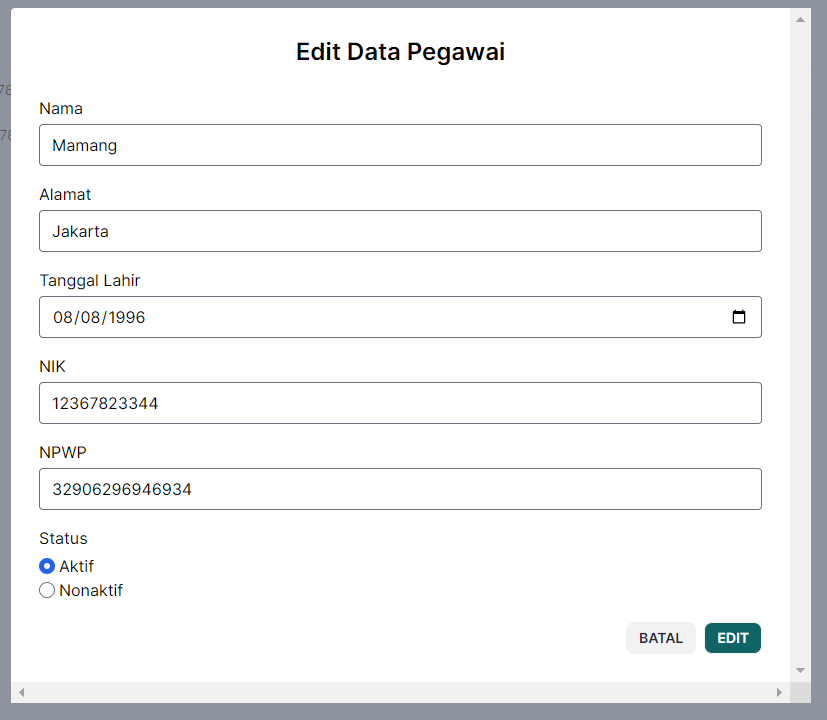 Edit Data Pegawai
Nama
Mamang
Alamat
Jakarta
Tanggal Lahir
08/08/1996
NIK
12367823344
NPWP
32906296946934
Status
Aktif
Nonaktif
BATAL EDIT